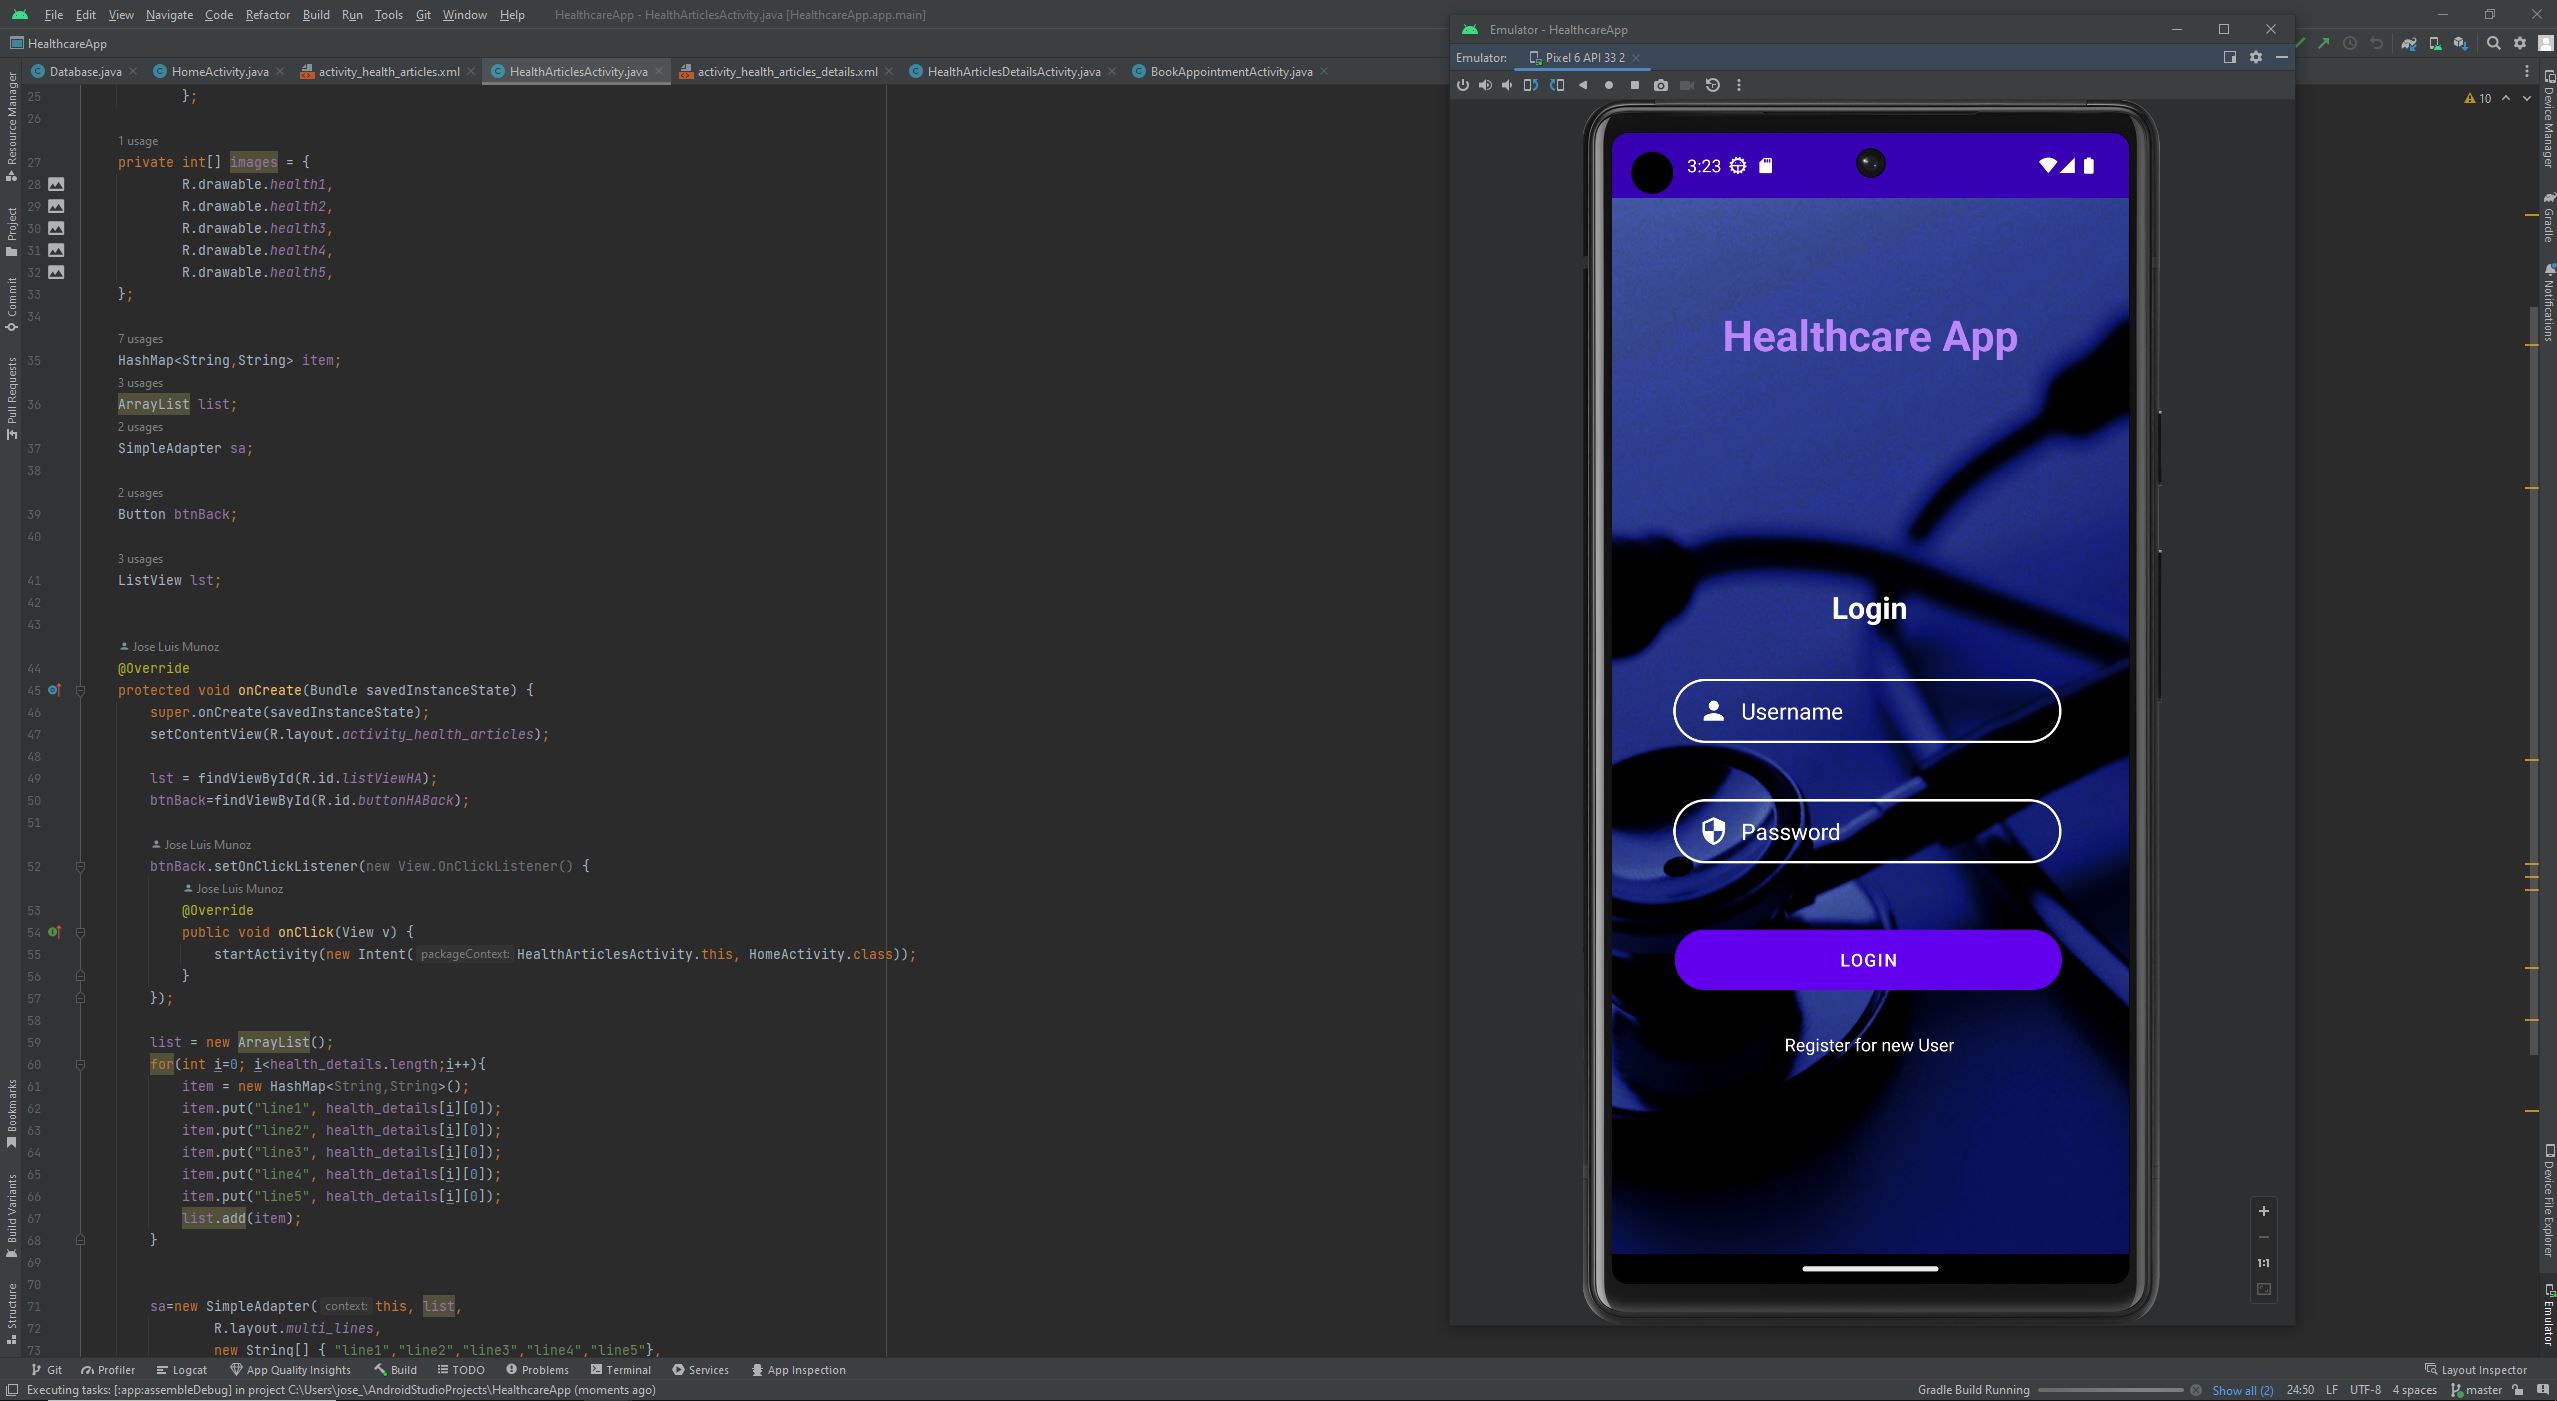 File Edit View Navigate Code Refactor Build Run Tools Git Window Help HealthcareApp - HealthArticlesActivity.java [HealthcareApp.app.main]
HealthcareApp
Database.java HomeActivity.java activity_health_articles.xml HealthArticlesActivity.java activity_health_articles_details.xml HealthArticlesDetailsActivity.java BookAppointmentActivity.java
25 };
26
1 usage
27 private int[] images = {
28 R.drawable.health1,
29 R.drawable.health2,
30 R.drawable.health3,
31 R.drawable.health4,
32 R.drawable.health5,
33 };
34
7 usages
35 HashMap<String,String> item;
3 usages
36 ArrayList list;
2 usages
37 SimpleAdapter sa;
38
2 usages
39 Button btnBack;
40
3 usages
41 ListView lst;
42
43
Jose Luis Munoz
44 @Override
45 protected void onCreate(Bundle savedInstanceState) {
46 super.onCreate(savedInstanceState);
47 setContentView(R.layout.activity_health_articles);
48
49 lst = findViewById(R.id.listViewHA);
50 btnBack=findViewById(R.id.buttonHABack);
51
Jose Luis Munoz
52 btnBack.setOnClickListener(new View.OnClickListener() {
Jose Luis Munoz
53 @Override
54 public void onClick(View v) {
55 startActivity(new Intent( packageContext: HealthArticlesActivity.this, HomeActivity.class));
56 }
57 });
58
59 list = new ArrayList();
60 for(int i=0; i<health_details.length;i++){
61 item = new HashMap<String,String>();
62 item.put("line1", health_details[i][0]);
63 item.put("line2", health_details[i][0]);
64 item.put("line3", health_details[i][0]);
65 item.put("line4", health_details[i][0]);
66 item.put("line5", health_details[i][0]);
67 list.add(item);
68 }
69
70
71 sa=new SimpleAdapter( context: this, list,
72 R.layout.multi_lines,
73 new String[] { "line1","line2","line3","line4","line5"},
Resource Manager
Project
Commit
Pull Requests
Bookmarks
Build Variants
Structure
Emulator - HealthcareApp
Emulator: Pixel 6 API 33 2
3:23
Healthcare App
Login
Username
Password
LOGIN
Register for new User
1:1
10
Device Manager
Gradle
Notifications
Device File Explorer
Emulator
Git Profiler Logcat App Quality Insights Build TODO Problems Terminal Services App Inspection Layout Inspector
Executing tasks: [:app:assembleDebug] in project C:\Users\jose_\AndroidStudioProjects\HealthcareApp (moments ago) Gradle Build Running Show all (2) 24:50 LF UTF-8 4 spaces master